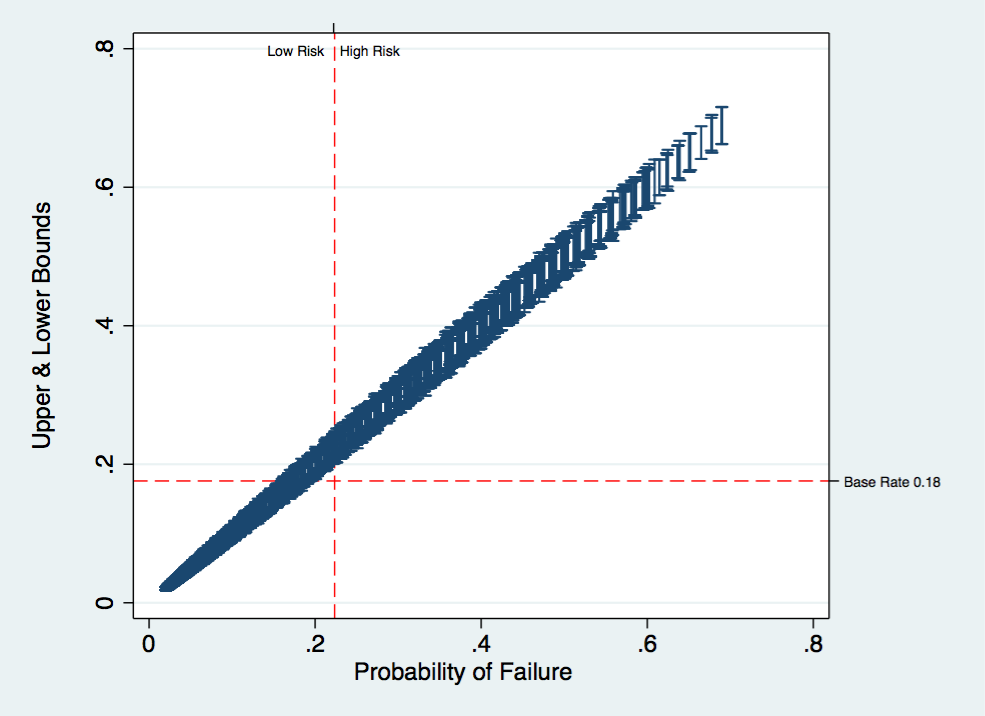 Low Risk High Risk
.8
.6
.4
.2
0
Upper & Lower Bounds
Base Rate 0.18
0 .2 .4 .6 .8
Probability of Failure